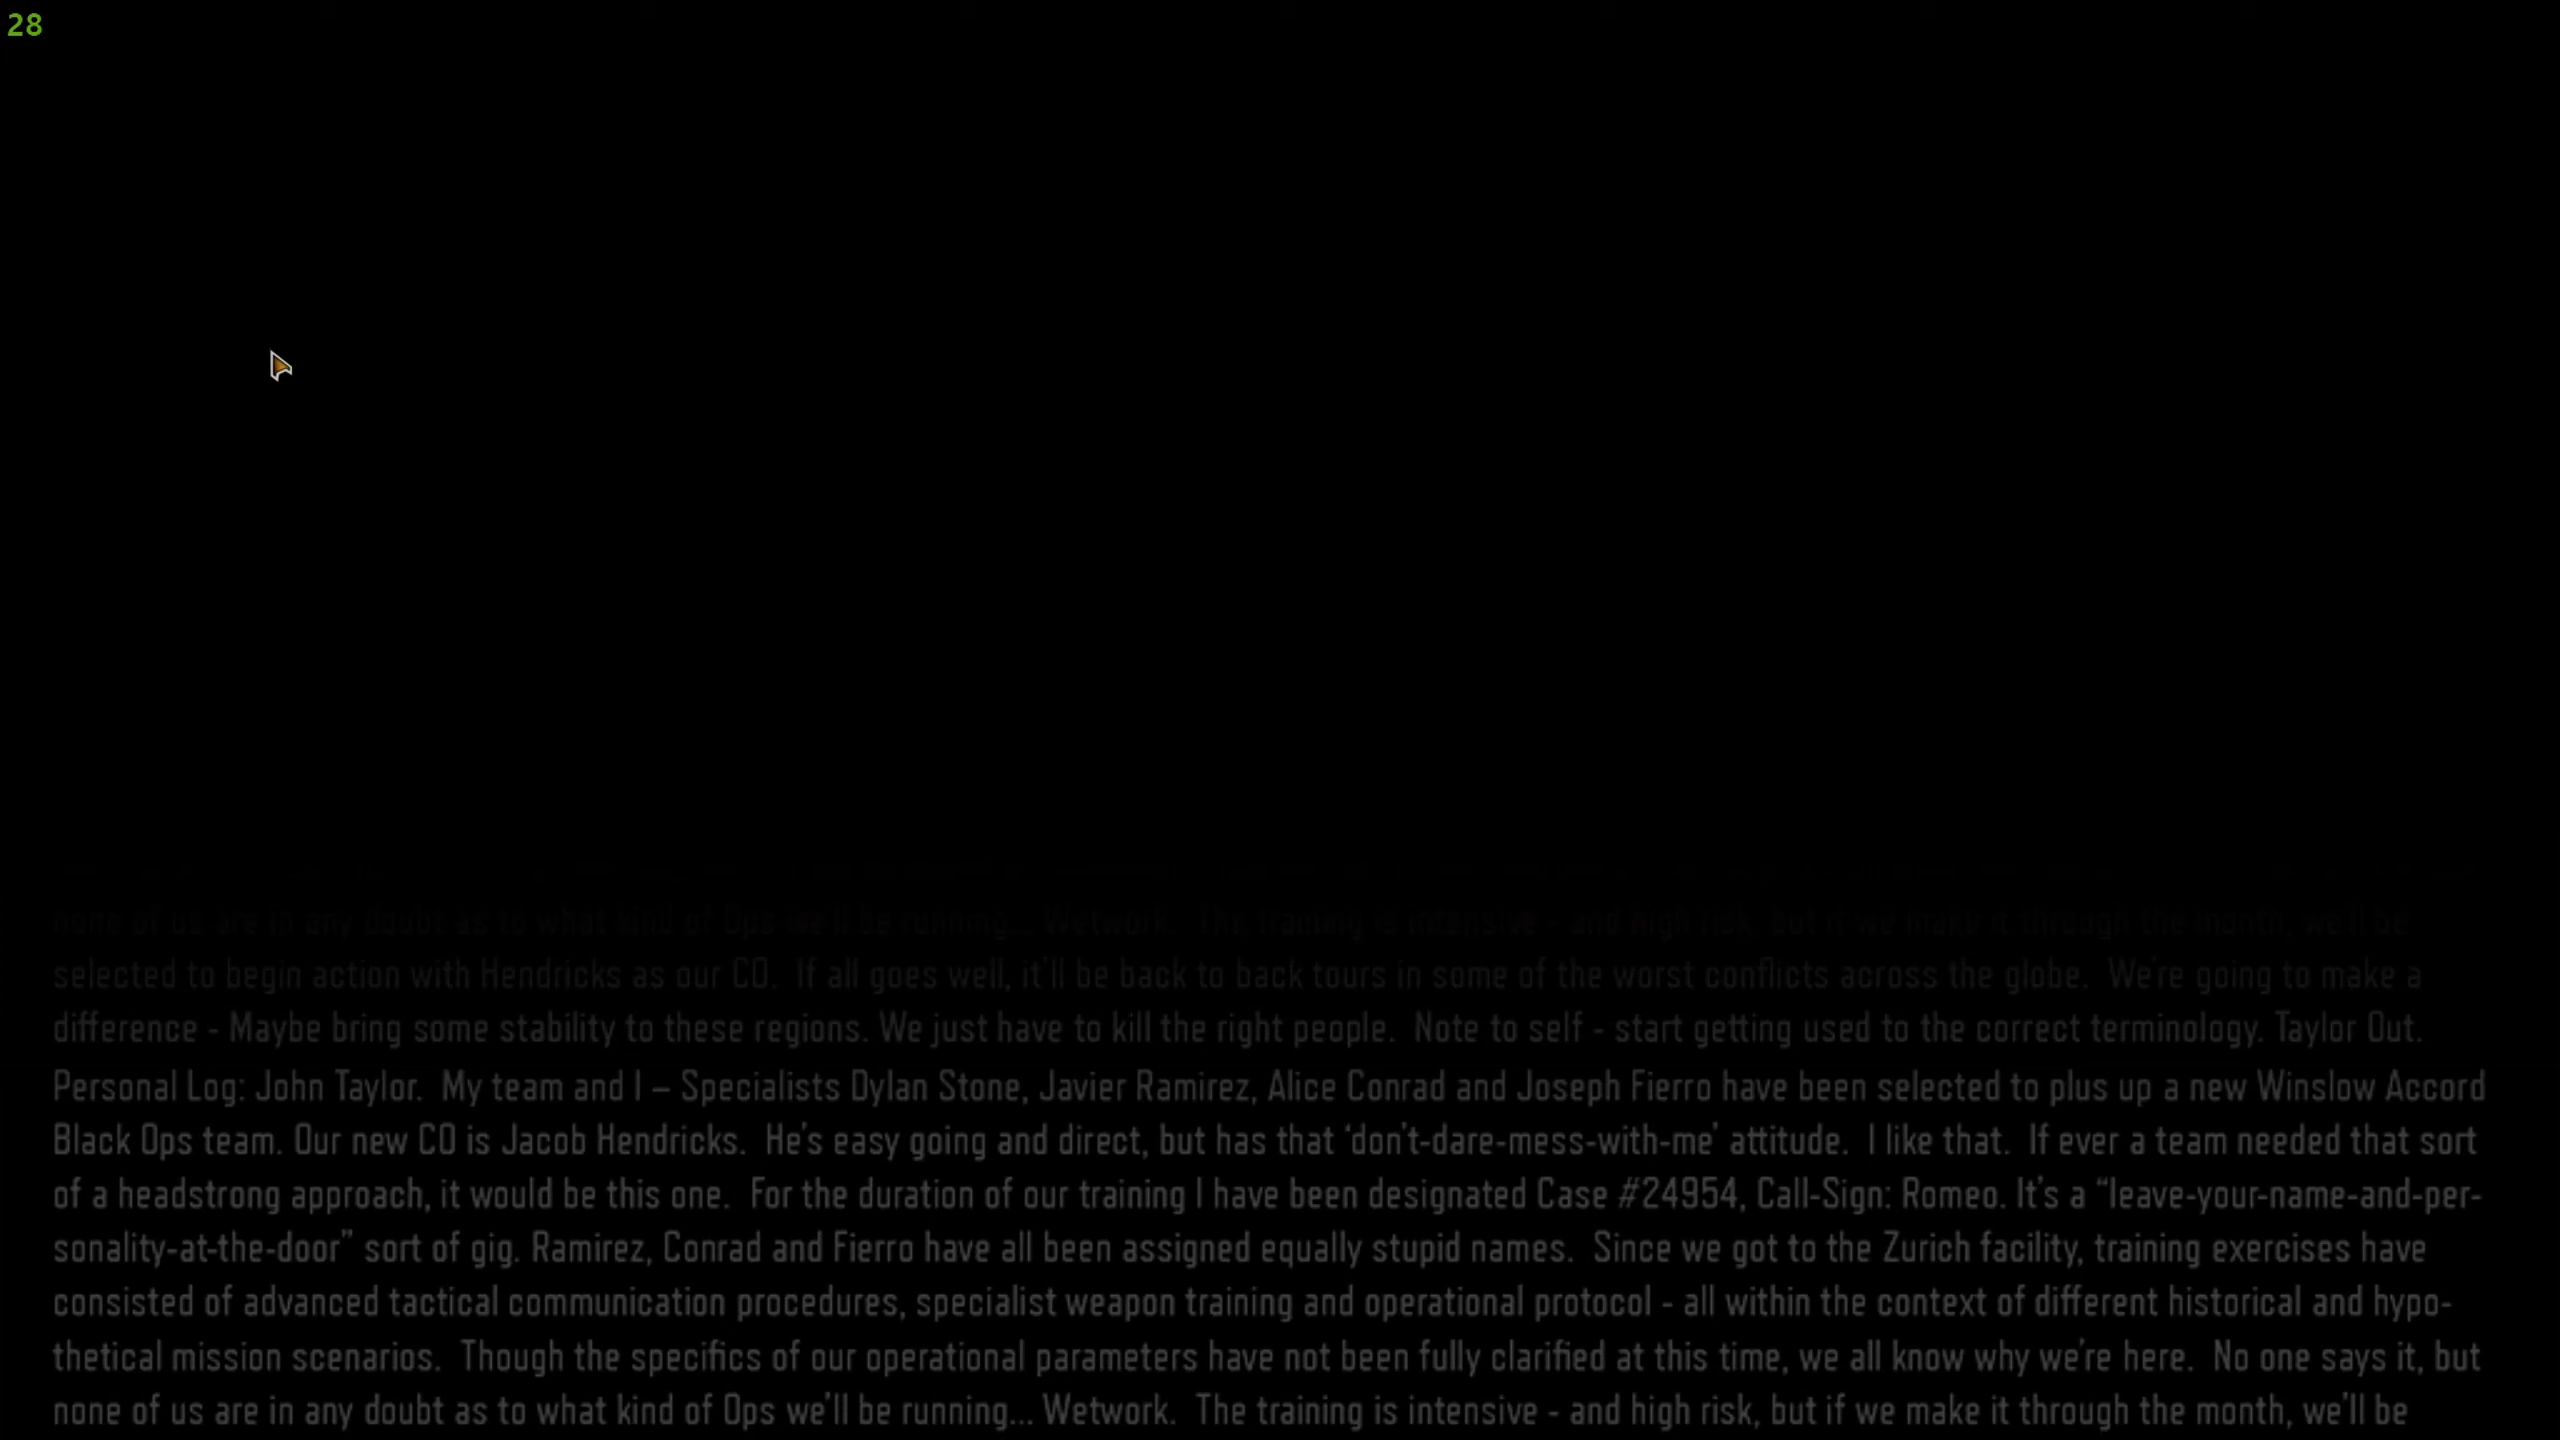 28
none of us are in any doubt as to what kind of Ops we'll be running... Wetwork.  The training is intensive - and high risk, but if we make it through the month, we'll be
selected to begin action with Hendricks as our CO.  If all goes well, it'll be back to back tours in some of the worst conflicts across the globe.  We're going to make a
difference - Maybe bring some stability to these regions. We just have to kill the right people.  Note to self - start getting used to the correct terminology. Taylor Out.
Personal Log: John Taylor.  My team and I – Specialists Dylan Stone, Javier Ramirez, Alice Conrad and Joseph Fierro have been selected to plus up a new Winslow Accord
Black Ops team. Our new CO is Jacob Hendricks.  He's easy going and direct, but has that ‘don't-dare-mess-with-me’ attitude.  I like that.  If ever a team needed that sort
of a headstrong approach, it would be this one.  For the duration of our training I have been designated Case #24954, Call-Sign: Romeo. It's a “leave-your-name-and-per-
sonality-at-the-door” sort of gig. Ramirez, Conrad and Fierro have all been assigned equally stupid names.  Since we got to the Zurich facility, training exercises have
consisted of advanced tactical communication procedures, specialist weapon training and operational protocol - all within the context of different historical and hypo-
thetical mission scenarios.  Though the specifics of our operational parameters have not been fully clarified at this time, we all know why we're here.  No one says it, but
none of us are in any doubt as to what kind of Ops we'll be running... Wetwork.  The training is intensive - and high risk, but if we make it through the month, we'll be